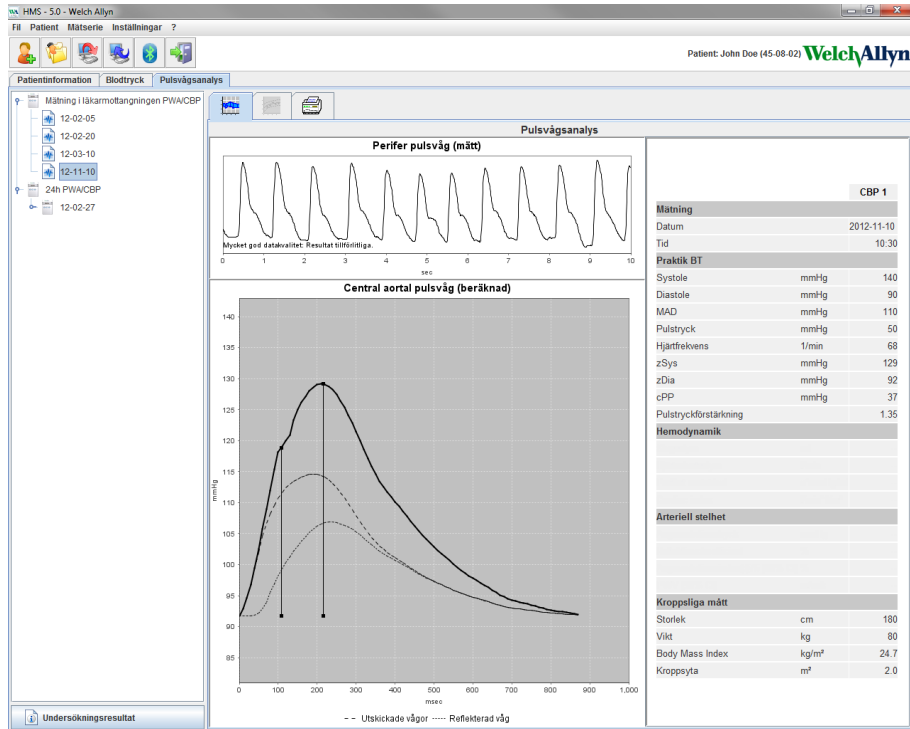 HMS - 5.0 - Welch Allyn
Fil Patient Mätserie Inställningar ?
Patient: John Doe (45-08-02) WelchAllyn
Patientinformation Blodtryck Pulsvågsanalys
Mätning i läkarmottangningen PWA/CBP
12-02-05
12-02-20
12-03-10
12-11-10
24h PWA/CBP
12-02-27
Undersökningsresultat
Pulsvågsanalys
Perifer pulsvåg (mätt)
Mycket god datakvalitet: Resultat tillförlitliga.
0 1 2 3 4 5 6 7 8 9 10
sec
Central aortal pulsvåg (beräknad)
140
135
130
125
120
115
110
105
100
95
90
85
mmHg
0 100 200 300 400 500 600 700 800 900 1,000
msec
– – Utskickade vågor ----- Reflekterad våg
CBP 1
Mätning
Datum 2012-11-10
Tid 10:30
Praktik BT
Systole mmHg 140
Diastole mmHg 90
MAD mmHg 110
Pulstryck mmHg 50
Hjärtfrekvens 1/min 68
zSys mmHg 129
zDia mmHg 92
cPP mmHg 37
Pulstryckförstärkning 1.35
Hemodynamik
Arteriell stelhet
Kroppsliga mått
Storlek cm 180
Vikt kg 80
Body Mass Index kg/m² 24.7
Kroppsyta m² 2.0